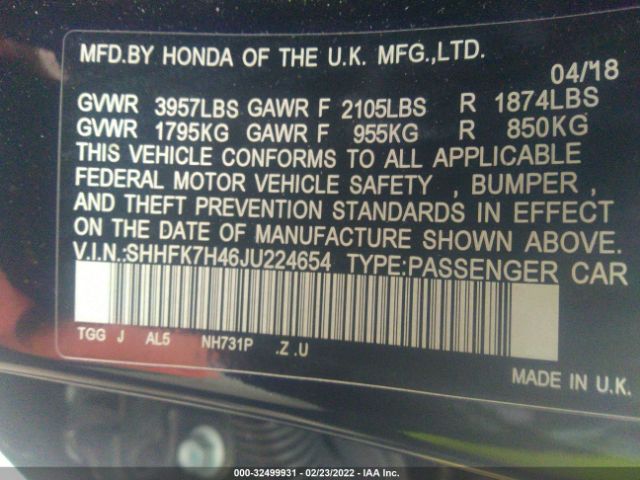 MFD.BY HONDA OF THE U.K. MFG.,LTD.
04/18
GVWR 3957LBS GAWR F 2105LBS R 1874LBS
GVWR 1795KG GAWR F 955KG R 850KG
THIS VEHICLE CONFORMS TO ALL APPLICABLE
FEDERAL MOTOR VEHICLE SAFETY , BUMPER ,
AND THEFT PREVENTION STANDARDS IN EFFECT
ON THE DATE OF MANUFACTURE SHOWN ABOVE.
V.I.N.:SHHFK7H46JU224654 TYPE:PASSENGER CAR
TGG J AL5 NH731P .Z .U
MADE IN U.K.
000-32499931 - 02/23/2022 - IAA Inc.